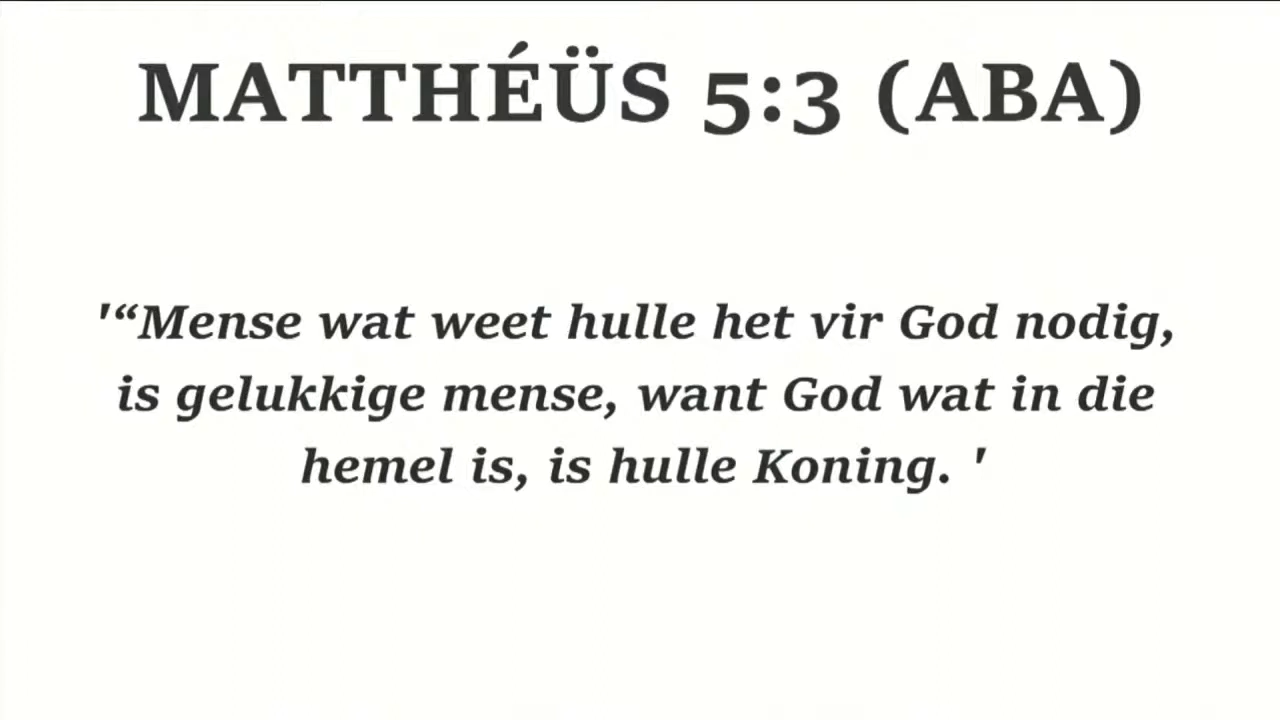 MATTHÉÜS 5:3 (ABA)
'“Mense wat weet hulle het vir God nodig,
is gelukkige mense, want God wat in die
hemel is, is hulle Koning. '